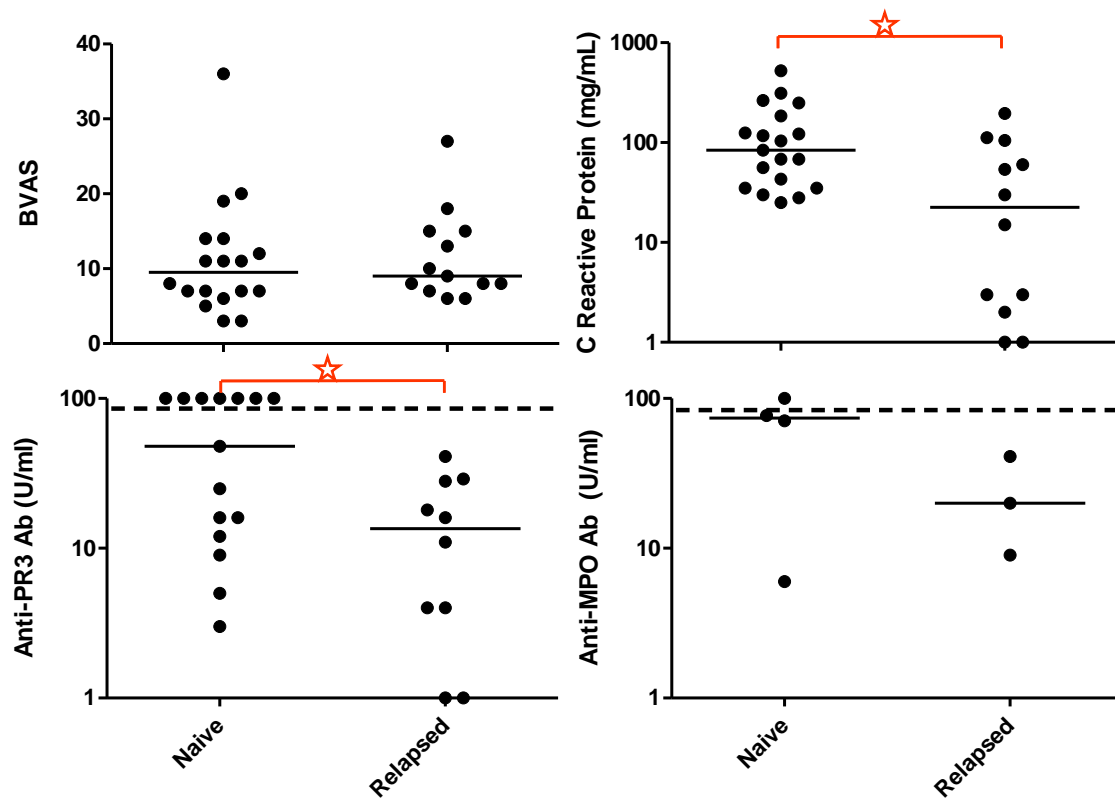 BVAS
40
30
20
10
0
C Reactive Protein (mg/mL)
1000
100
10
1
Anti-PR3 Ab (U/ml)
100
10
1
Naive
Relapsed
Anti-MPO Ab (U/ml)
100
10
1
Naive
Relapsed